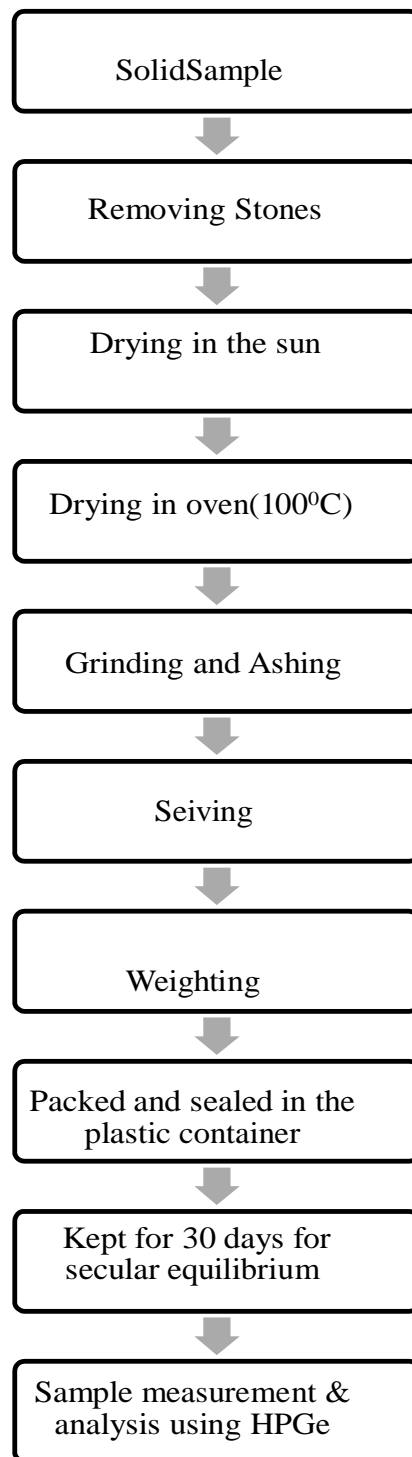 SolidSample
Removing Stones
Drying in the sun
Drying in oven(100⁰C)
Grinding and Ashing
Seiving
Weighting
Packed and sealed in the
plastic container
Kept for 30 days for
secular equilibrium
Sample measurement &
analysis using HPGe